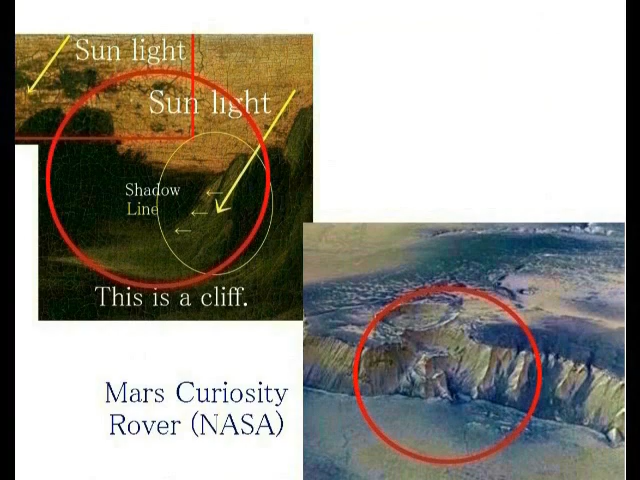 Sun light
Sun light
Shadow
Line
This is a cliff.
Mars Curiosity
Rover (NASA)